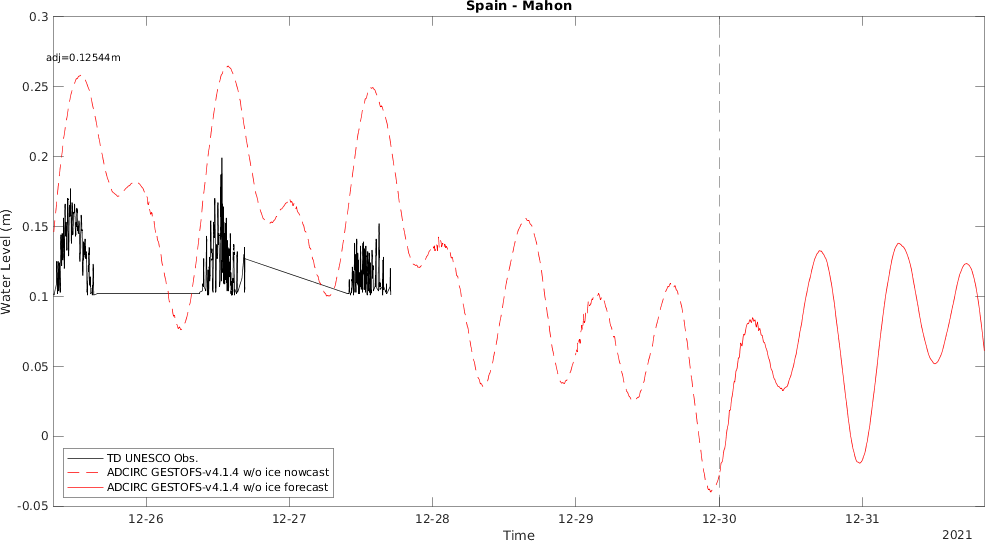 Spain - Mahon
0.3
0.25
0.2
0.15
0.1
0.05
0
-0.05
Water Level (m)
adj=0.12544m
TD UNESCO Obs.
ADCIRC GESTOFS-v4.1.4 w/o ice nowcast
ADCIRC GESTOFS-v4.1.4 w/o ice forecast
12-26 12-27 12-28 12-29 12-30 12-31
Time
2021